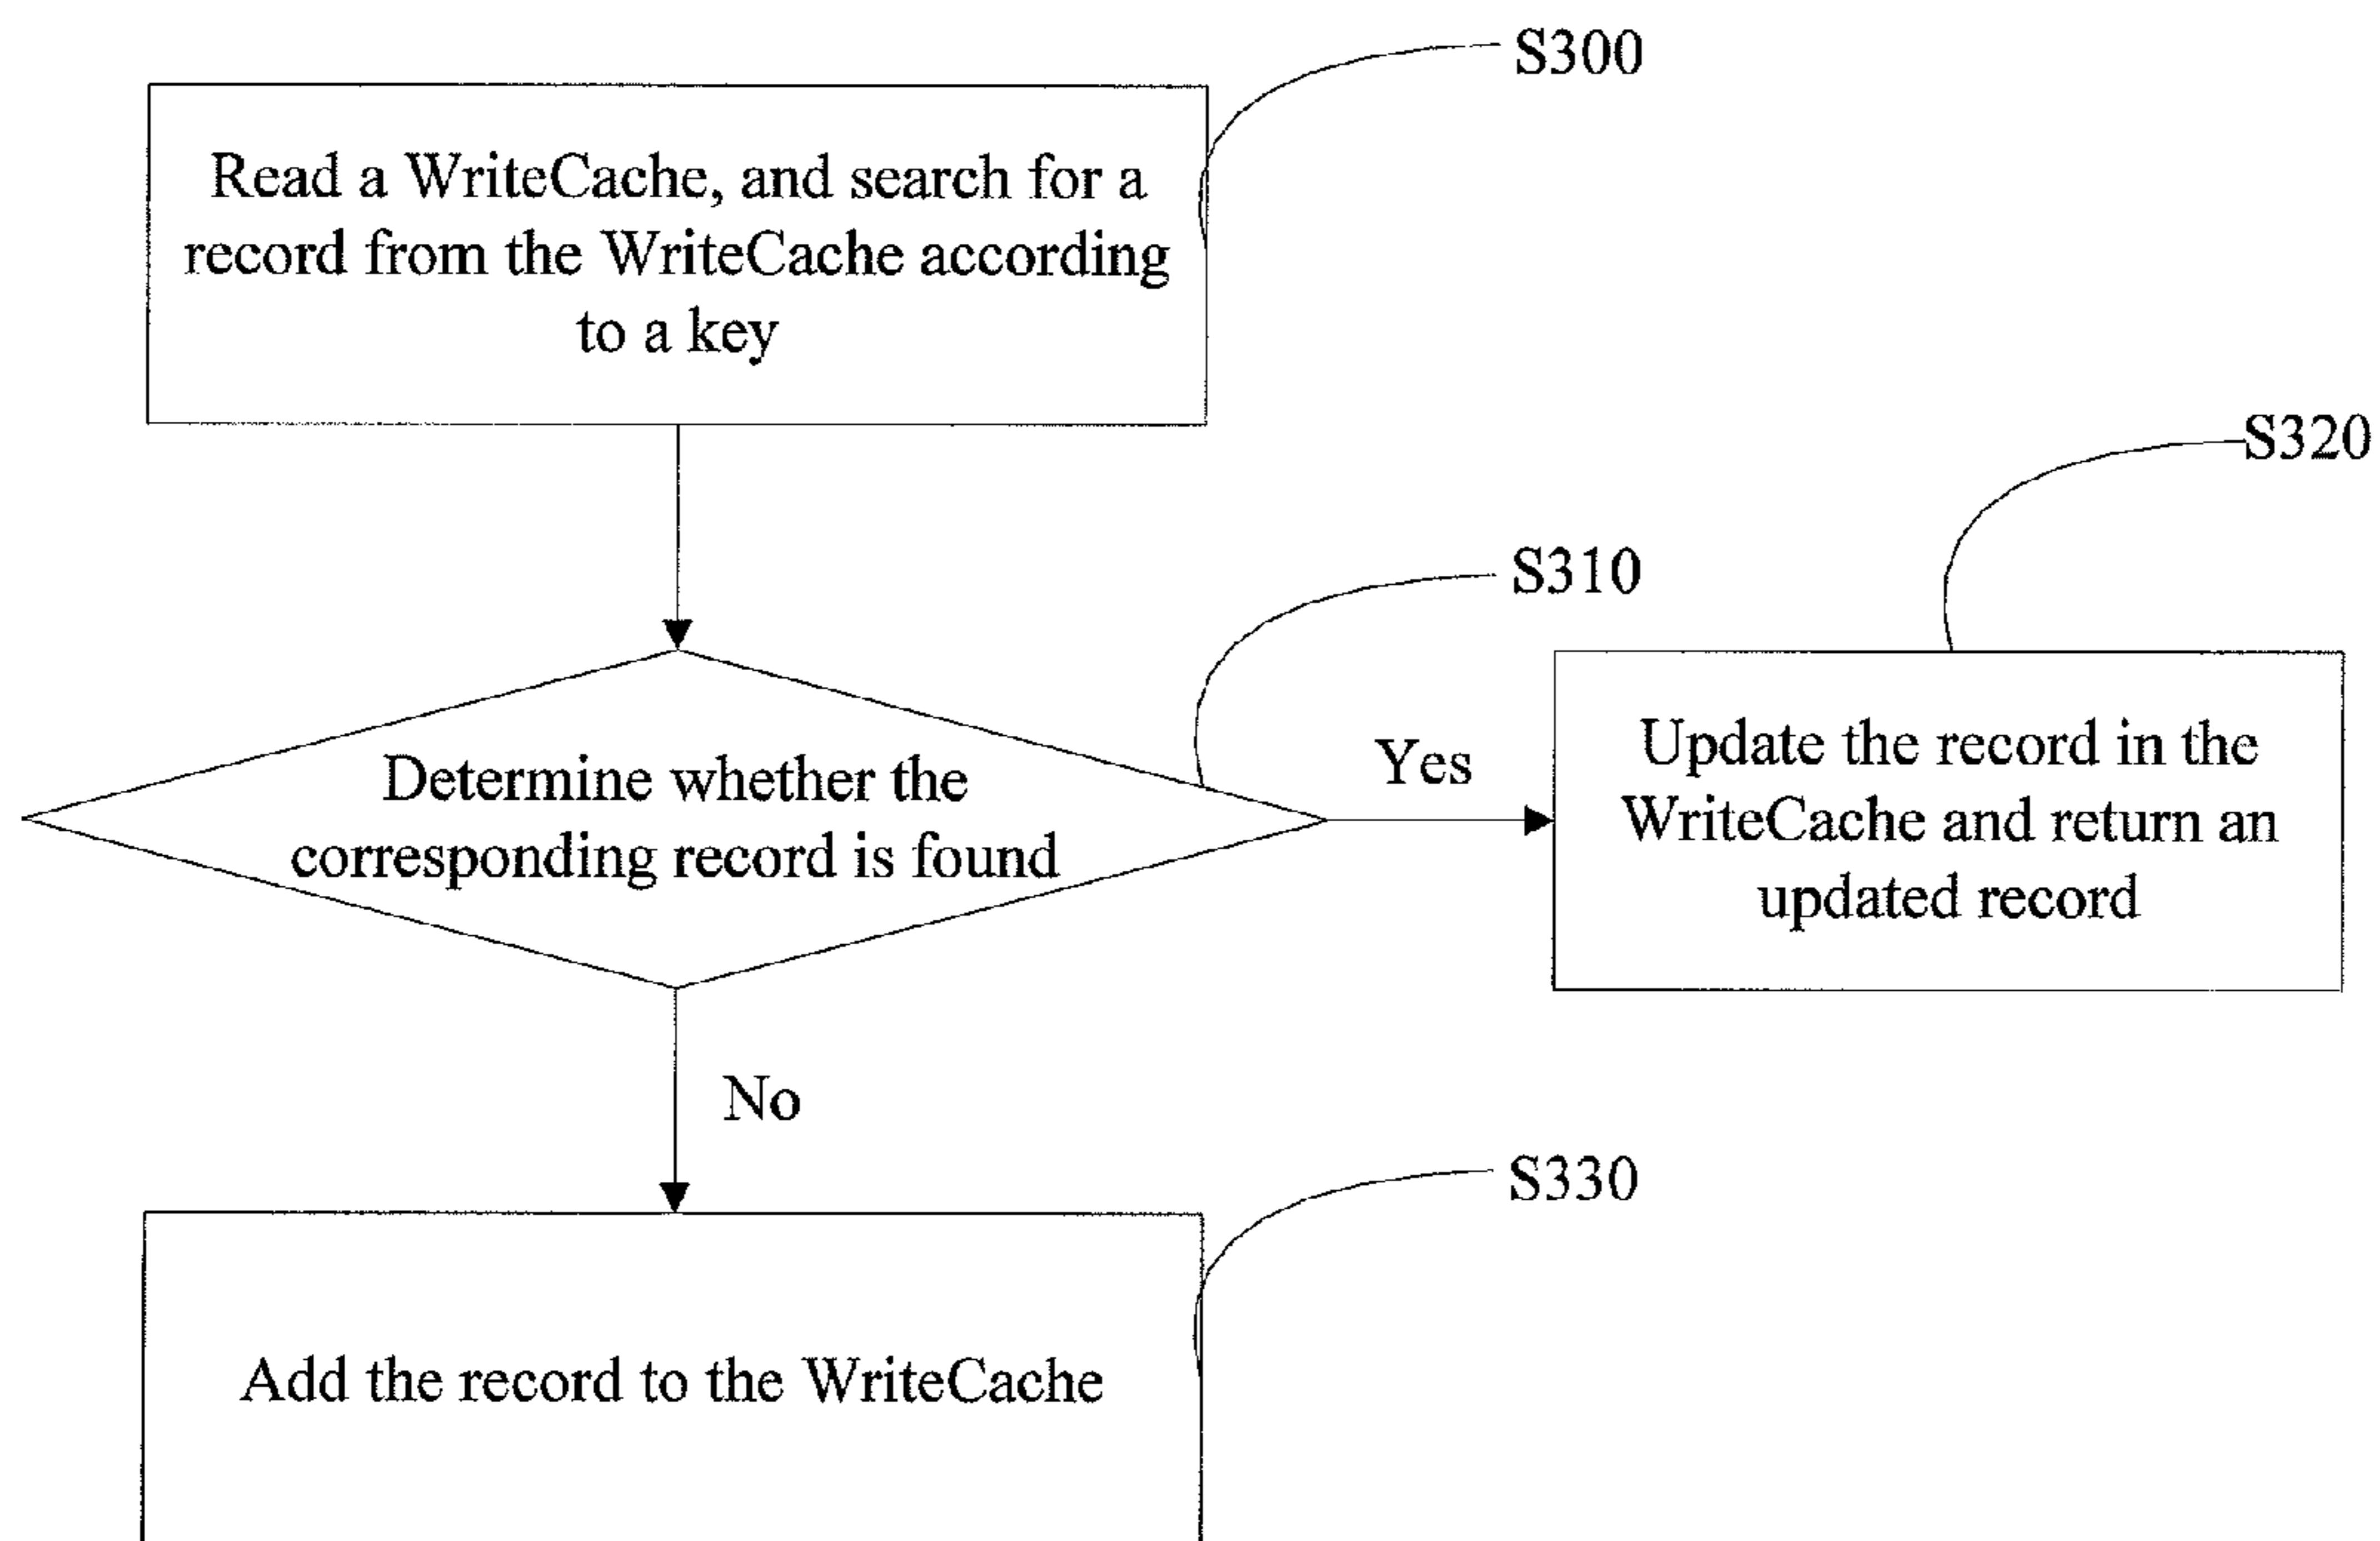 S300
Read a WriteCache, and search for a
record from the WriteCache according
to a key
S320
S310
Determine whether the
corresponding record is found
Yes
Update the record in the
WriteCache and return an
updated record
No
S330
Add the record to the WriteCache